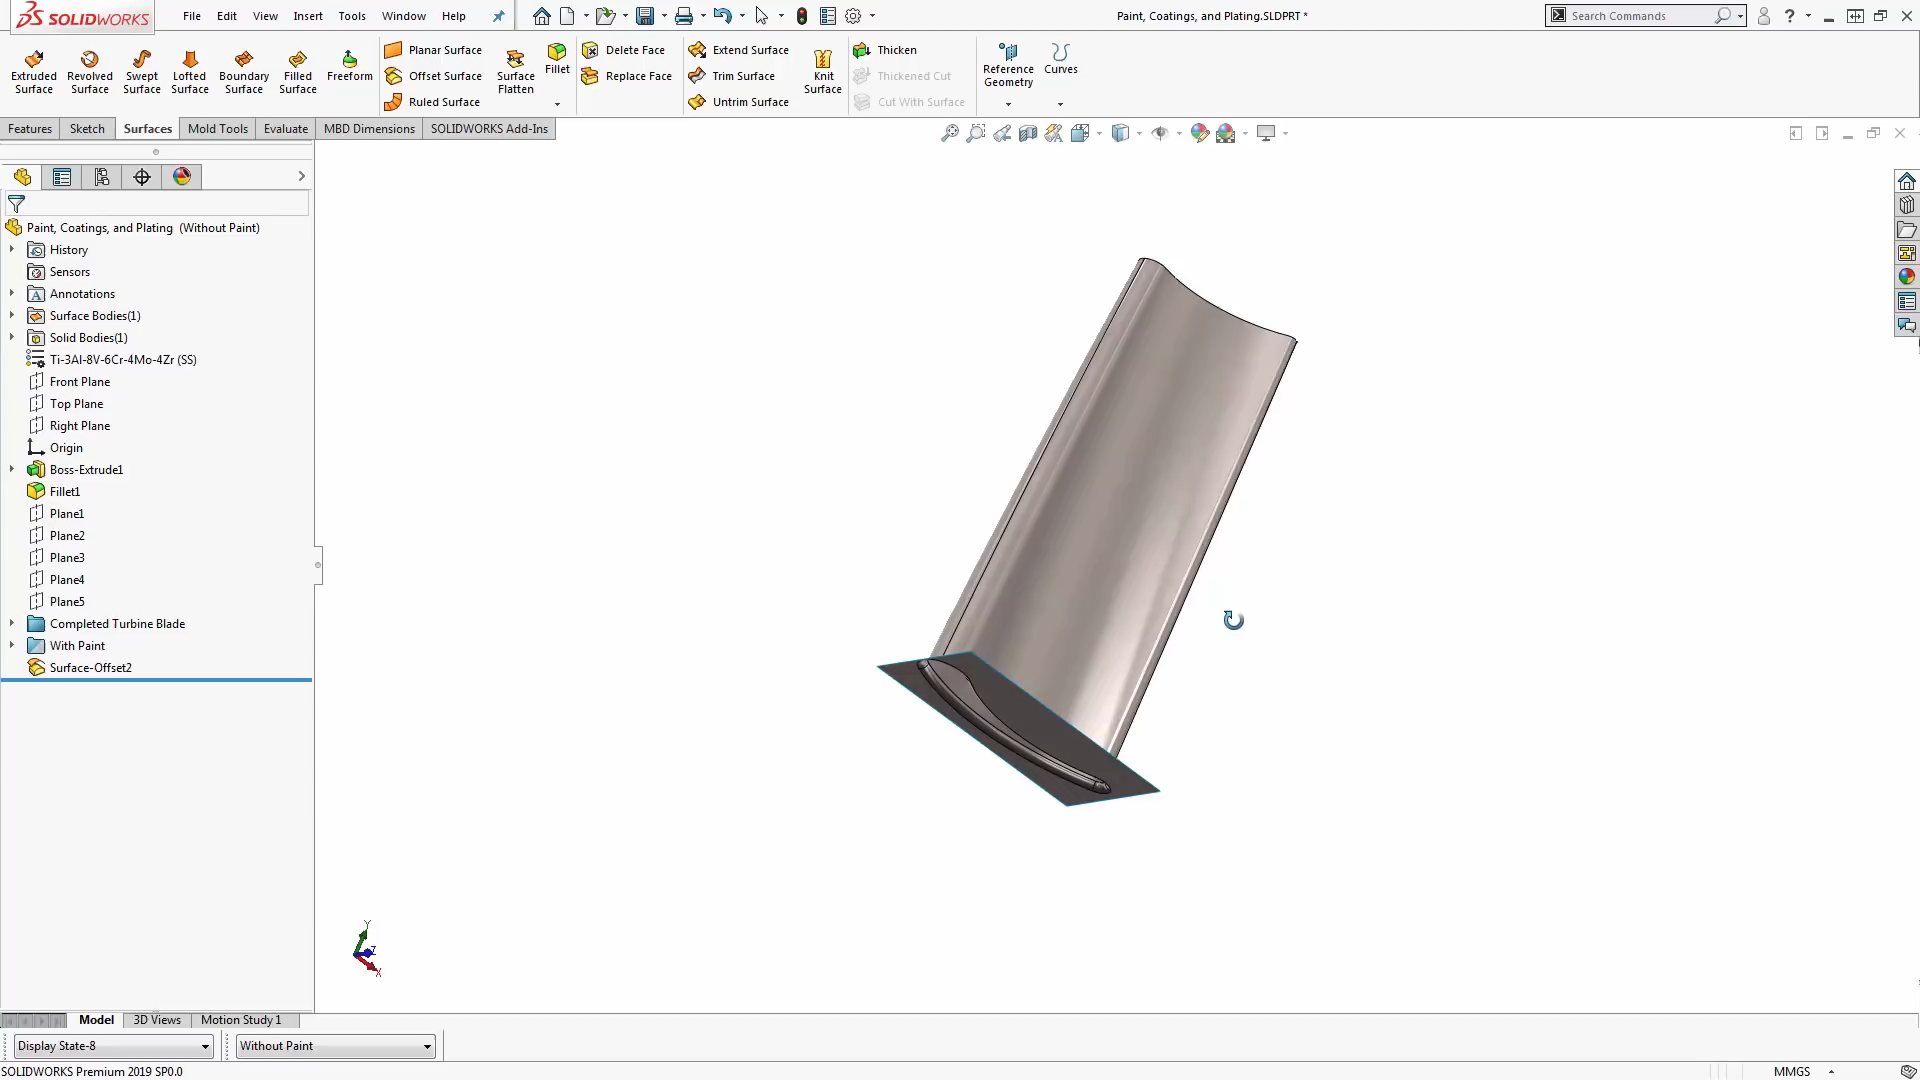 SOLIDWORKS
File Edit View Insert Tools Window Help
Paint, Coatings, and Plating.SLDPRT *
Search Commands
?
Extruded Surface
Revolved Surface
Swept Surface
Lofted Surface
Boundary Surface
Filled Surface
Freeform
Planar Surface
Offset Surface
Ruled Surface
Surface Flatten
Fillet
Delete Face
Replace Face
Extend Surface
Trim Surface
Untrim Surface
Knit Surface
Thicken
Thickened Cut
Cut With Surface
Reference Geometry
Curves
Features Sketch Surfaces Mold Tools Evaluate MBD Dimensions SOLIDWORKS Add-Ins
Paint, Coatings, and Plating (Without Paint)
History
Sensors
Annotations
Surface Bodies(1)
Solid Bodies(1)
Ti-3Al-8V-6Cr-4Mo-4Zr (SS)
Front Plane
Top Plane
Right Plane
Origin
Boss-Extrude1
Fillet1
Plane1
Plane2
Plane3
Plane4
Plane5
Completed Turbine Blade
With Paint
Surface-Offset2
Y
Z
X
Model 3D Views Motion Study 1
Display State-8 Without Paint
SOLIDWORKS Premium 2019 SP0.0
MMGS